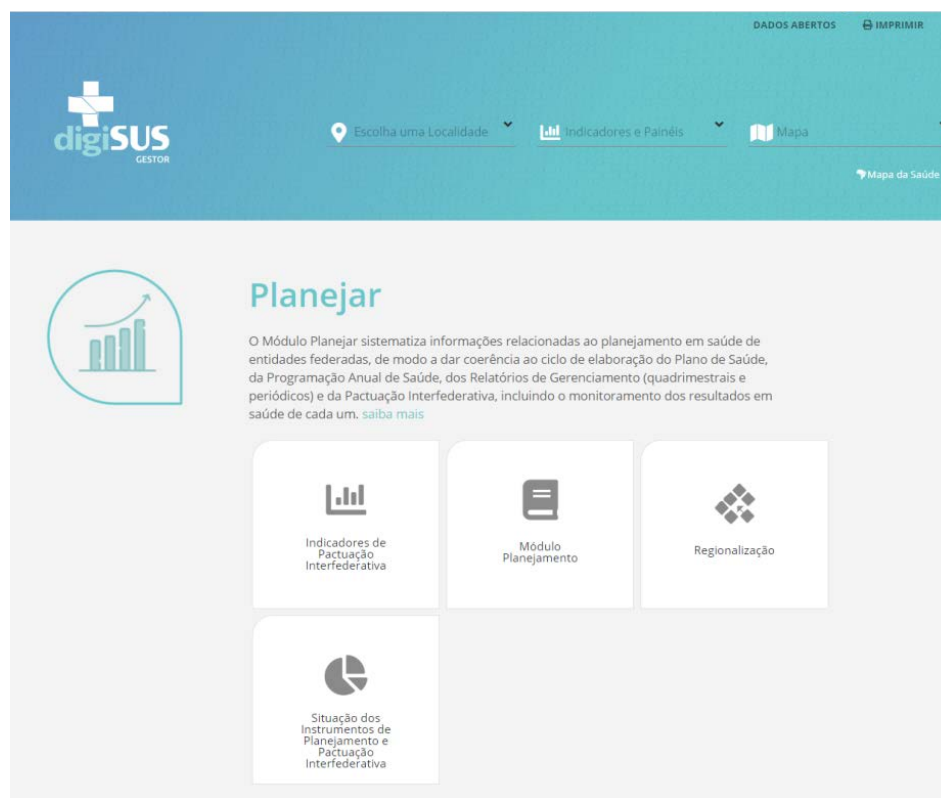 DADOS ABERTOS IMPRIMIR
digiSUS
GESTOR
Escolha uma Localidade Indicadores e Painéis Mapa
Mapa da Saúde
Planejar
O Módulo Planejar sistematiza informações relacionadas ao planejamento em saúde de
entidades federadas, de modo a dar coerência ao ciclo de elaboração do Plano de Saúde,
da Programação Anual de Saúde, dos Relatórios de Gerenciamento (quadrimestrais e
periódicos) e da Pactuação Interfederativa, incluindo o monitoramento dos resultados em
saúde de cada um. saiba mais
Indicadores de
Pactuação
Interfederativa
Módulo
Planejamento
Regionalização
Situação dos
Instrumentos de
Planejamento e
Pactuação
Interfederativa